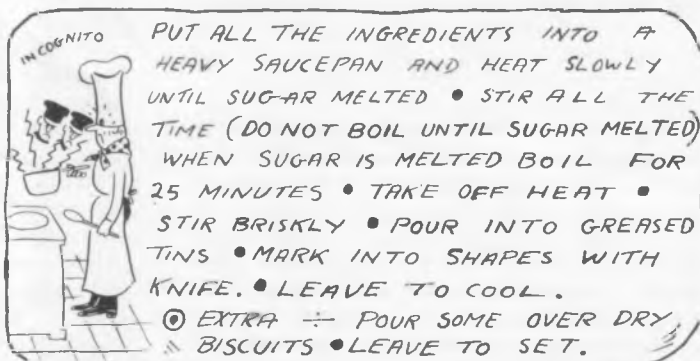 IN COGNITO
PUT ALL THE INGREDIENTS INTO A
HEAVY SAUCEPAN AND HEAT SLOWLY
UNTIL SUGAR MELTED • STIR ALL THE
TIME (DO NOT BOIL UNTIL SUGAR MELTED)
WHEN SUGAR IS MELTED BOIL FOR
25 MINUTES • TAKE OFF HEAT •
STIR BRISKLY • POUR INTO GREASED
TINS • MARK INTO SHAPES WITH
KNIFE. • LEAVE TO COOL.
◉ EXTRA ÷ POUR SOME OVER DRY
BISCUITS • LEAVE TO SET.